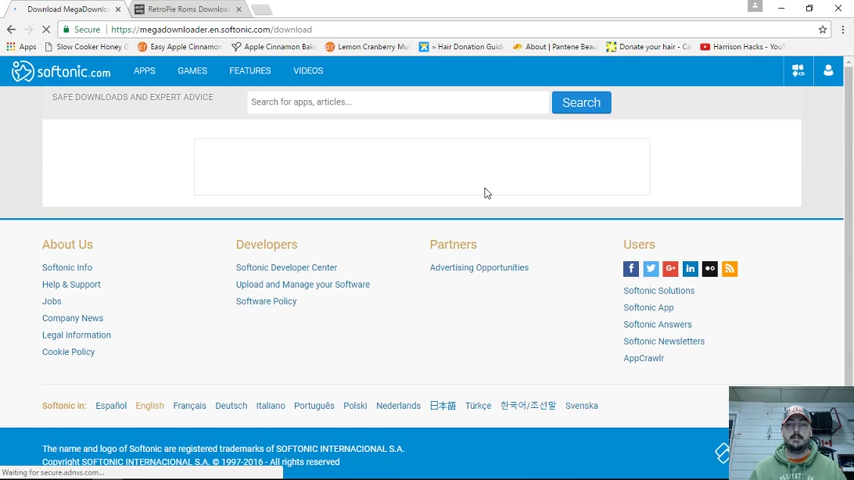 Download MegaDownlo
RetroPie Roms Downloa
Secure
https://megadownloader.en.softonic.com/download
Apps
Slow Cooker Honey G
Easy Apple Cinnamon
Apple Cinnamon Bak
Lemon Cranberry Mu
+ Hair Donation Guide
About | Pantene Beau
Donate your hair -
Harrison Hacks - You
softonic.com
APPS
GAMES
FEATURES
VIDEOS
SAFE DOWNLOADS AND EXPERT ADVICE
Search for apps, articles...
Search
About Us
Softonic Info
Help & Support
Jobs
Company News
Legal Information
Cookie Policy
Developers
Softonic Developer Center
Upload and Manage your Software
Software Policy
Partners
Advertising Opportunities
Users
Softonic Solutions
Softonic App
Softonic Answers
Softonic Newsletters
AppCrawlr
Softonic in: Español English Français Deutsch Italiano Português Polski Nederlands 日本語 Türkçe 한국어/조선말 Svenska
The name and logo of Softonic are registered trademarks of SOFTONIC INTERNACIONAL S.A.
Copyright SOFTONIC INTERNACIONAL S.A. © 1997-2016 - All rights reserved
Waiting for secure.adnxs.com...